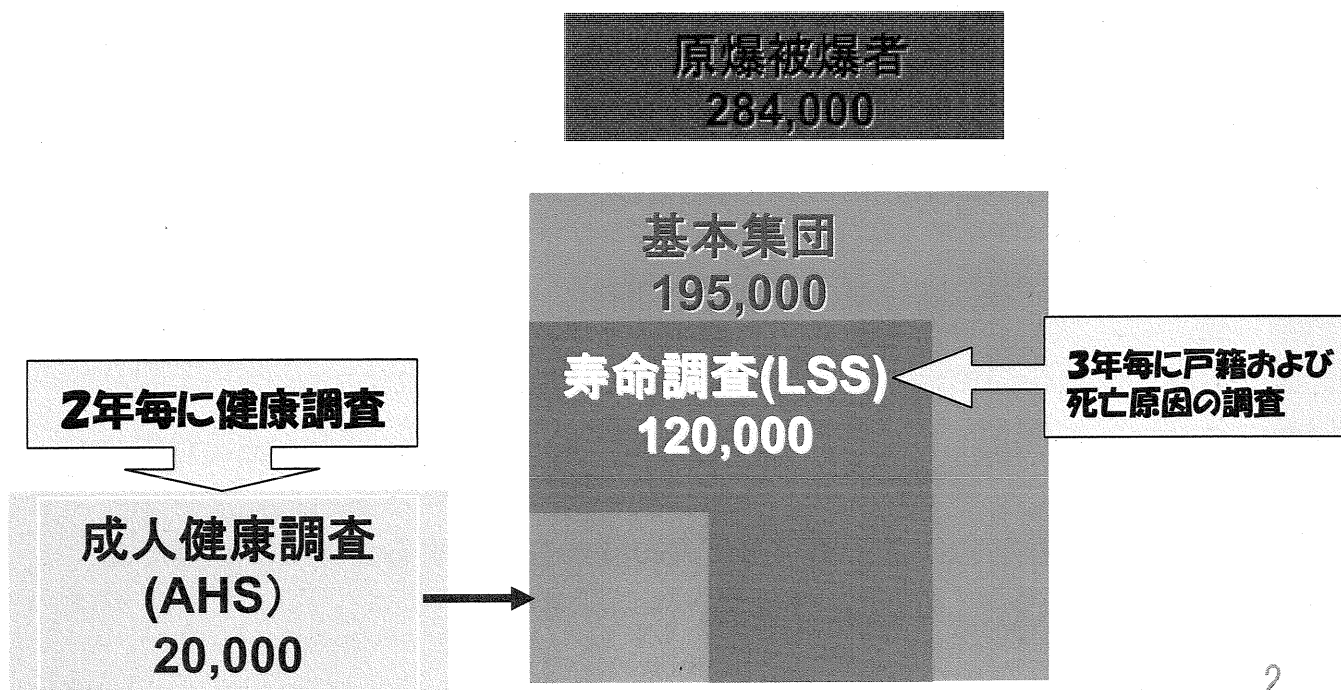 原爆被爆者
284,000
基本集団
195,000
寿命調査(LSS)
120,000
3年毎に戸籍および
死亡原因の調査
2年毎に健康調査
成人健康調査
(AHS)
20,000
2